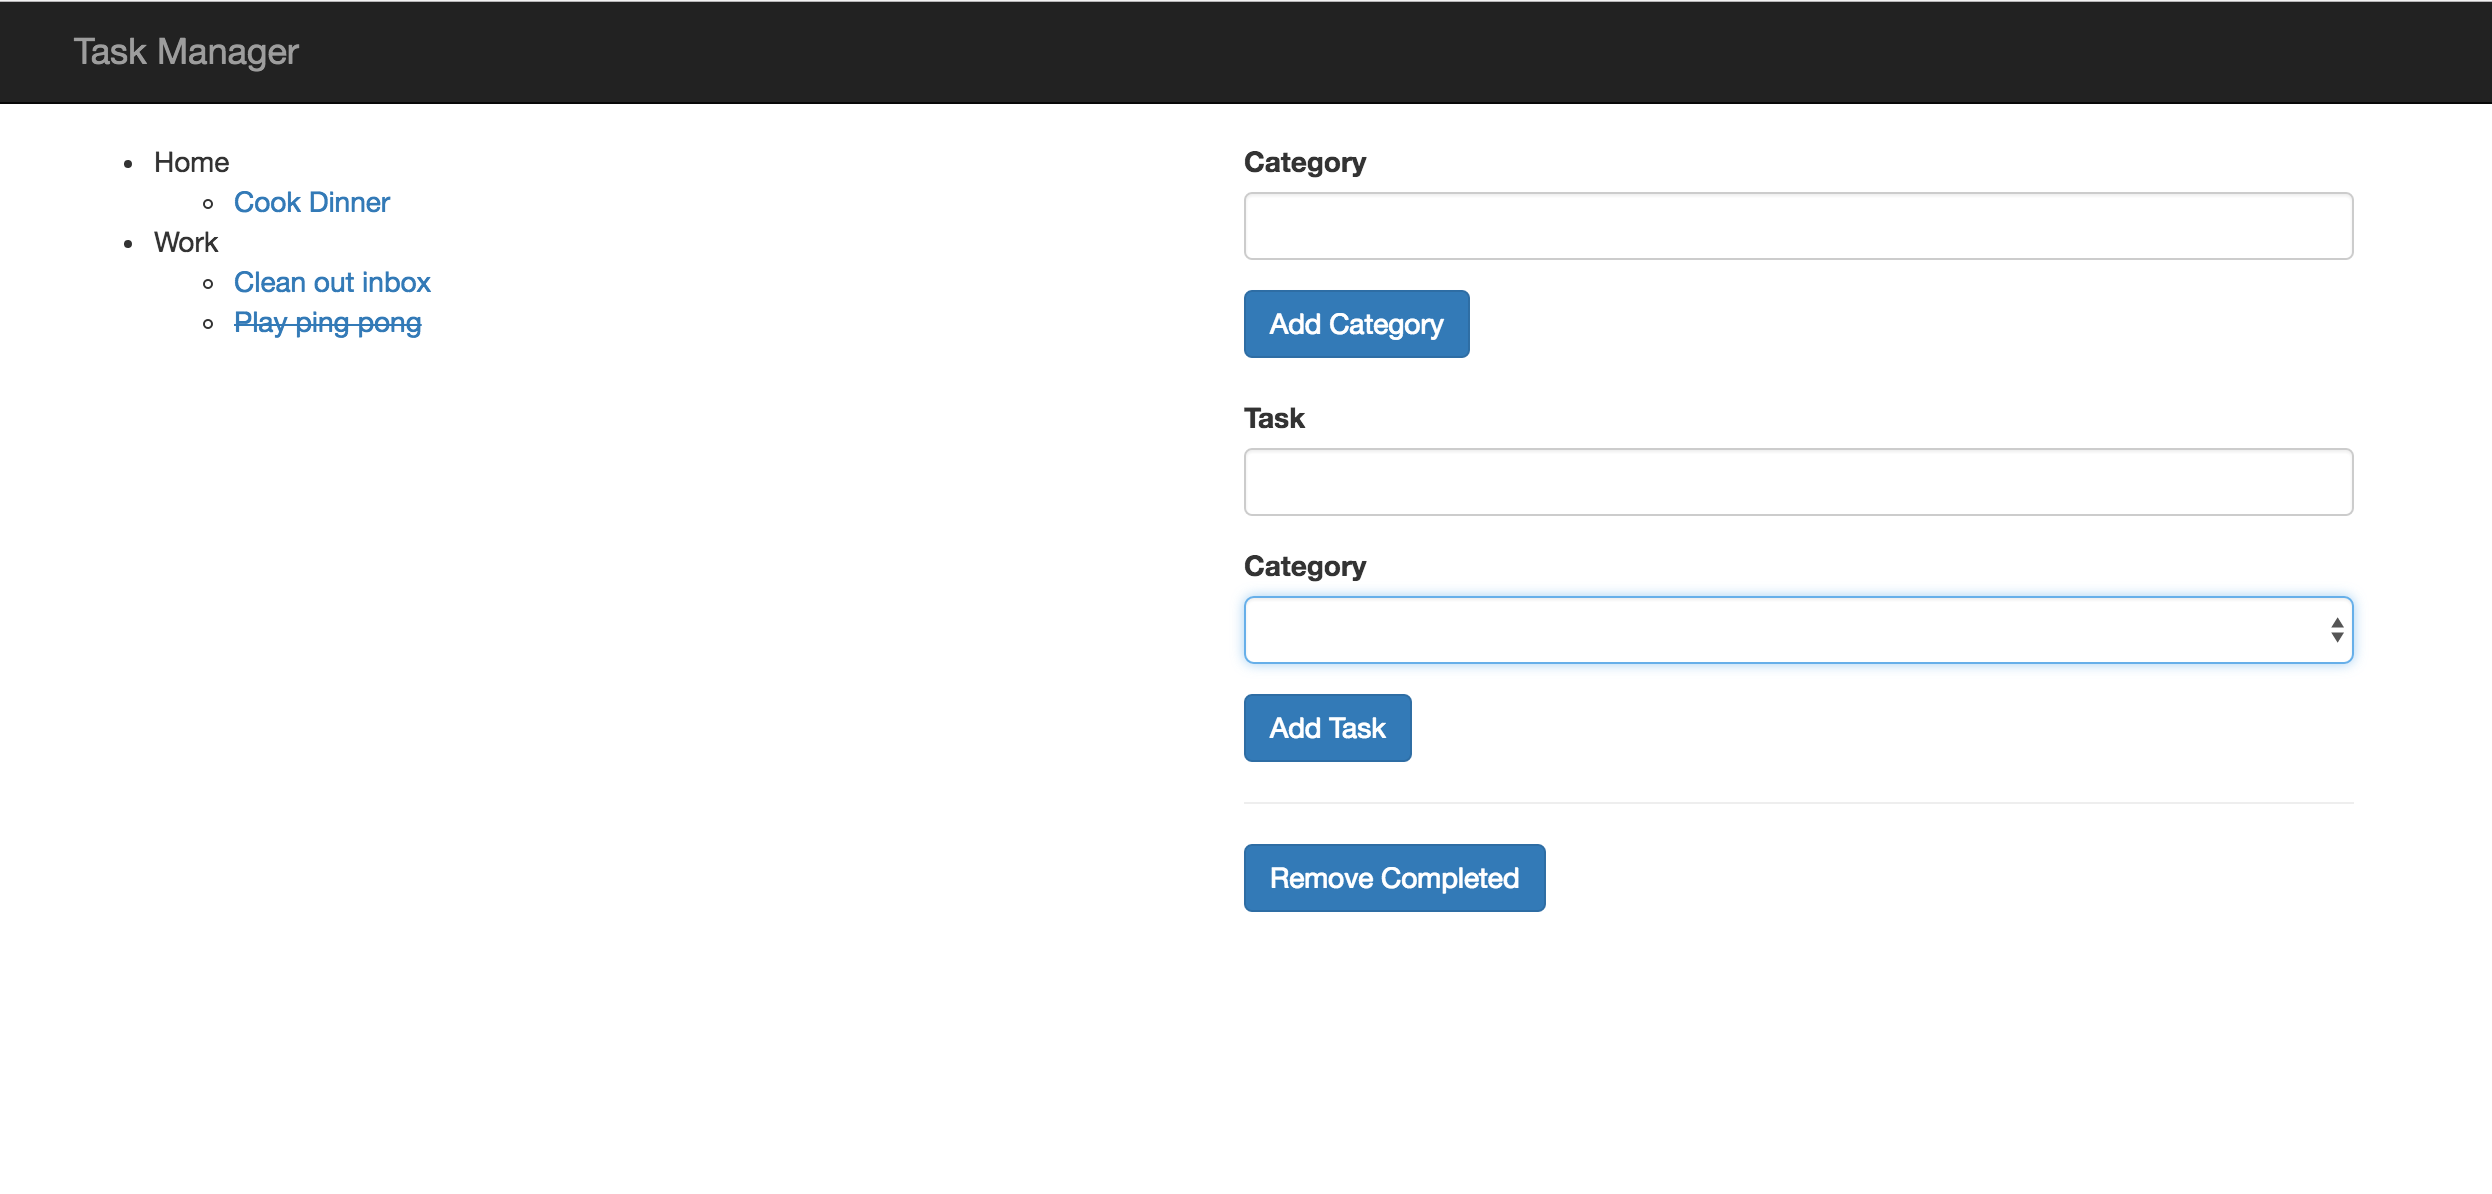 Task Manager
Home
Cook Dinner
Work
Clean out inbox
Play ping pong
Category
Add Category
Task
Category
Add Task
Remove Completed